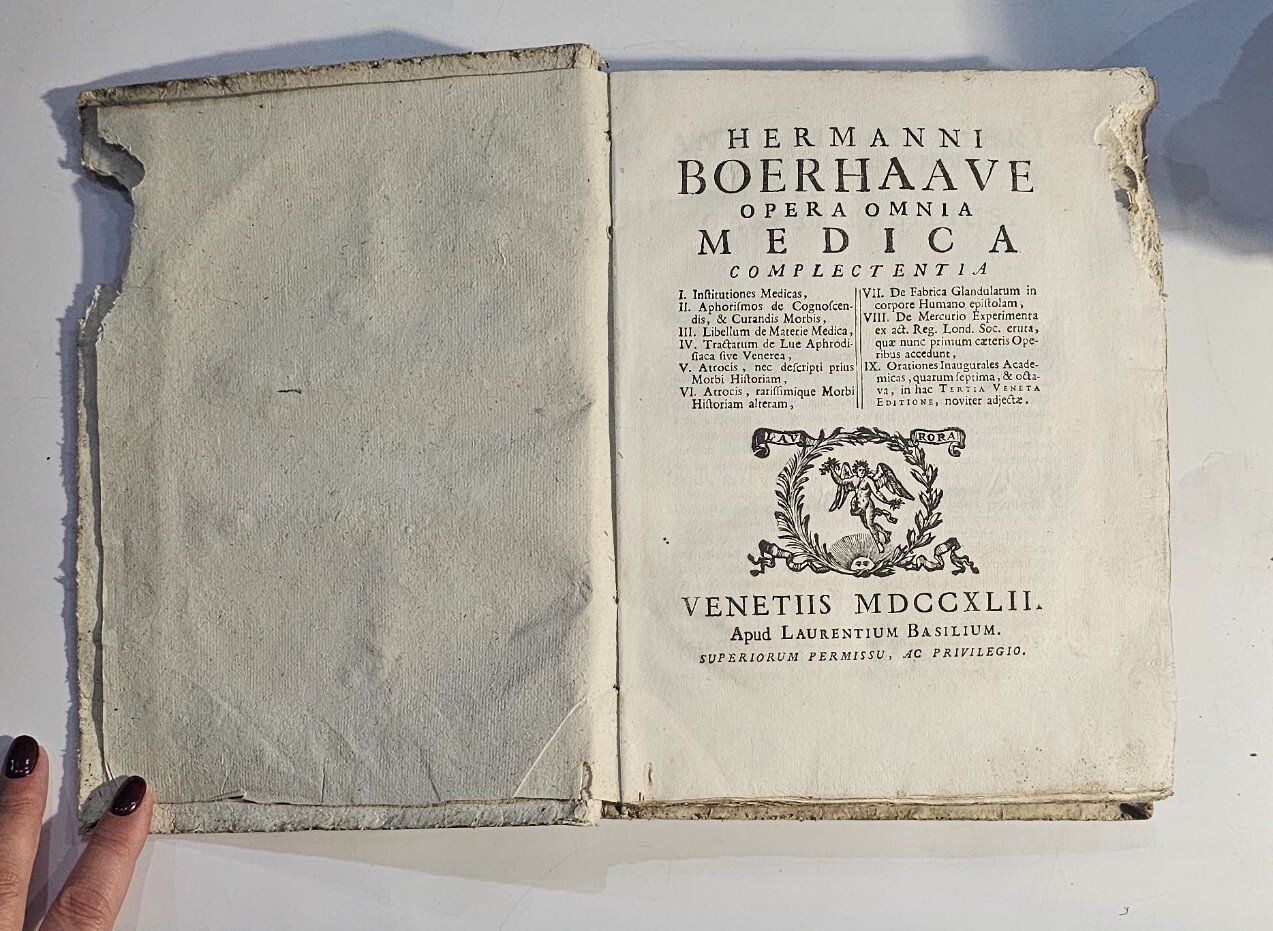 HERMANNI
BOERHAAVE
OPERA OMNIA
MEDICA
COMPLECTENTIA
I. Inſtitutiones Medicas,
II. Aphoriſmos de Cognoſcen-
dis, & Curandis Morbis,
III. Libellum de Materie Medica,
IV. Tractatum de Lue Aphrodi-
ſiaca ſive Venerea,
V. Atrocis, nec deſcripti prius
Morbi Hiſtoriam,
VI. Atrocis, rariſſimique Morbi
Hiſtoriam alteram,
VII. De Fabrica Glandularum in
corpore Humano epiſtolam,
VIII. De Mercurio Experimenta
ex act. Reg. Lond. Soc. eruta,
quæ nunc primum cæteris Ope-
ribus accedunt,
IX. Orationes Inaugurales Acade-
micas, quarum ſeptima, & octa-
va, in hac TERTIA VENETA
EDITIONE, noviter adjectæ.
LAV RORA
VENETIIS MDCCXLII.
Apud LAURENTIUM BASILIUM.
SUPERIORUM PERMISSU, AC PRIVILEGIO.